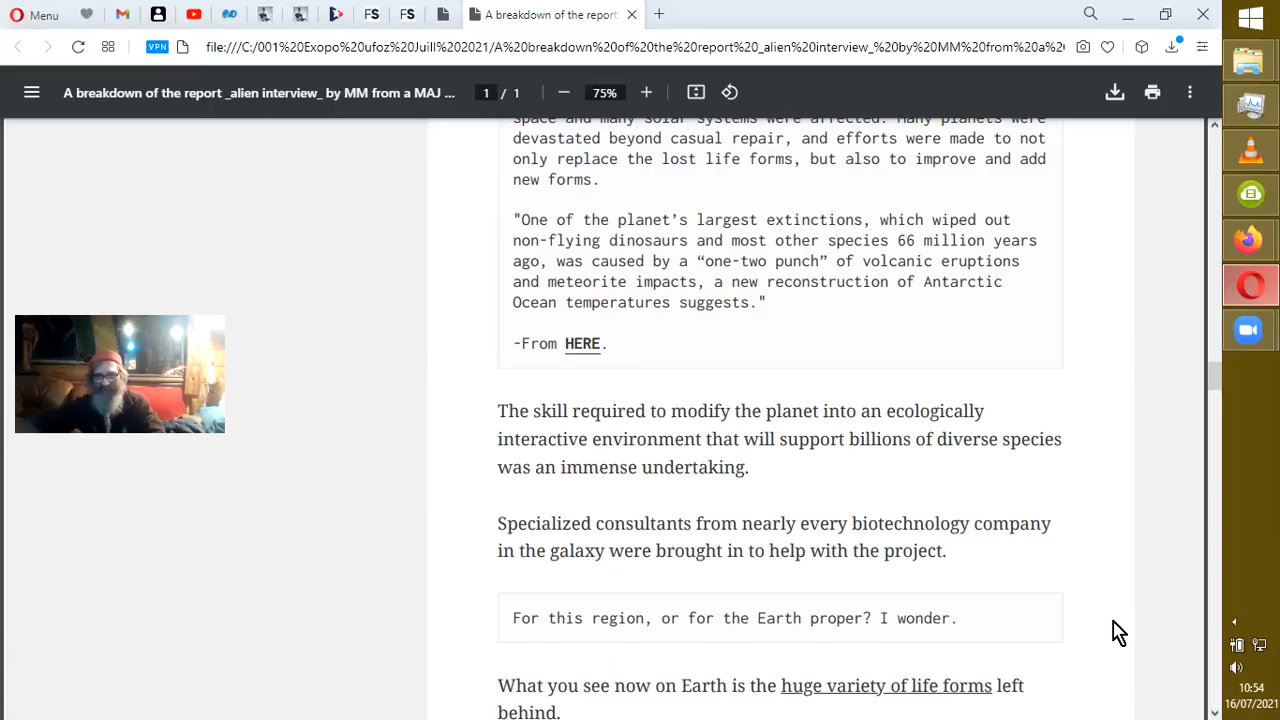 Menu
FS
FS
A breakdown of the report
VPN
file:///C:/001%20Exopo%20ufoz%20Juill%202021/A%20breakdown%20of%20the%20report%20_alien%20interview_%20by%20MM%20from%20a%20
A breakdown of the report _alien interview_ by MM from a MAJ ...
1 / 1
75%
space and many solar systems were affected. Many planets were
devastated beyond casual repair, and efforts were made to not
only replace the lost life forms, but also to improve and add
new forms.
"One of the planet’s largest extinctions, which wiped out
non-flying dinosaurs and most other species 66 million years
ago, was caused by a “one-two punch” of volcanic eruptions
and meteorite impacts, a new reconstruction of Antarctic
Ocean temperatures suggests."
-From HERE.
The skill required to modify the planet into an ecologically
interactive environment that will support billions of diverse species
was an immense undertaking.
Specialized consultants from nearly every biotechnology company
in the galaxy were brought in to help with the project.
For this region, or for the Earth proper? I wonder.
What you see now on Earth is the huge variety of life forms left
behind.
10:54
16/07/2021